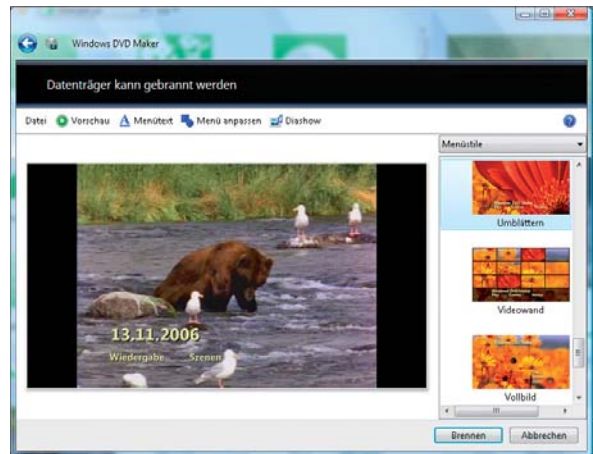 Windows DVD Maker
Datenträger kann gebrannt werden
Datei Vorschau Menütext Menü anpassen Diashow
Menüstile
13.11.2006
Wiedergabe Szenen
Umblättern
Videowand
Vollbild
Brennen Abbrechen